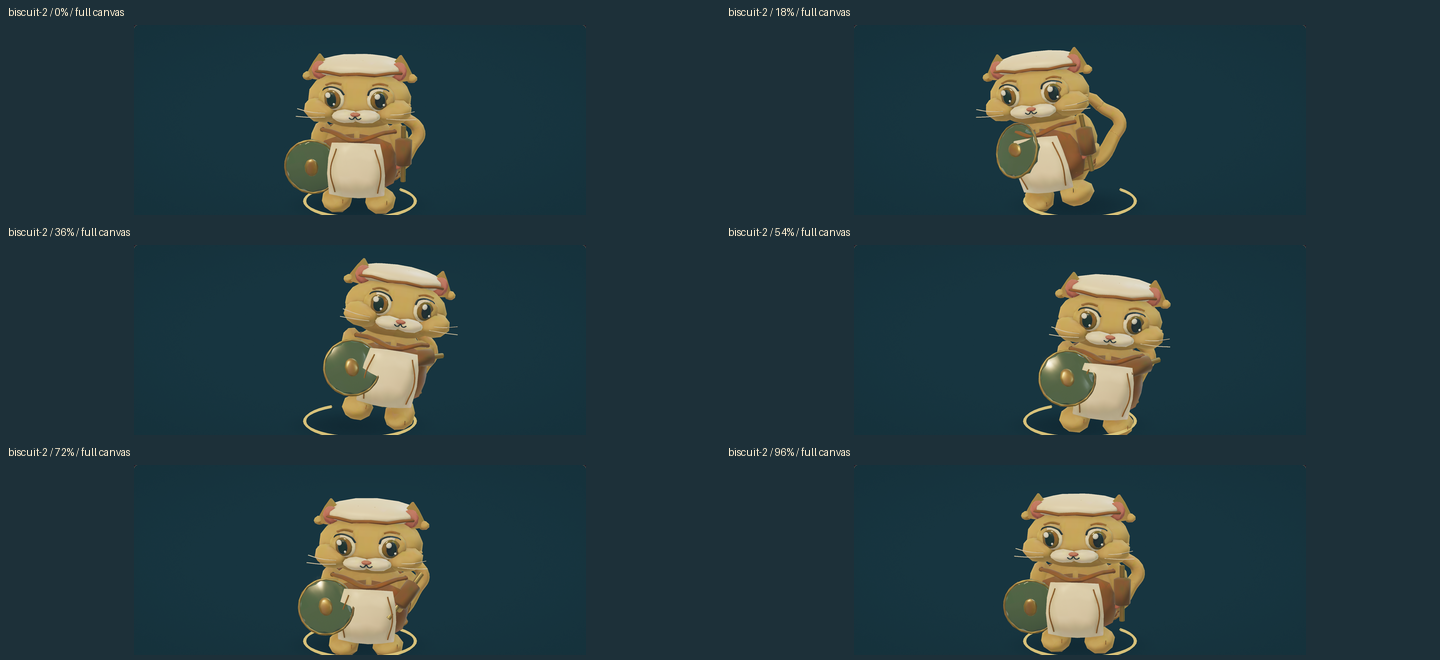 biscuit-2 / 0% / full canvas
biscuit-2 / 18% / full canvas
biscuit-2 / 36% / full canvas
biscuit-2 / 54% / full canvas
biscuit-2 / 72% / full canvas
biscuit-2 / 96% / full canvas